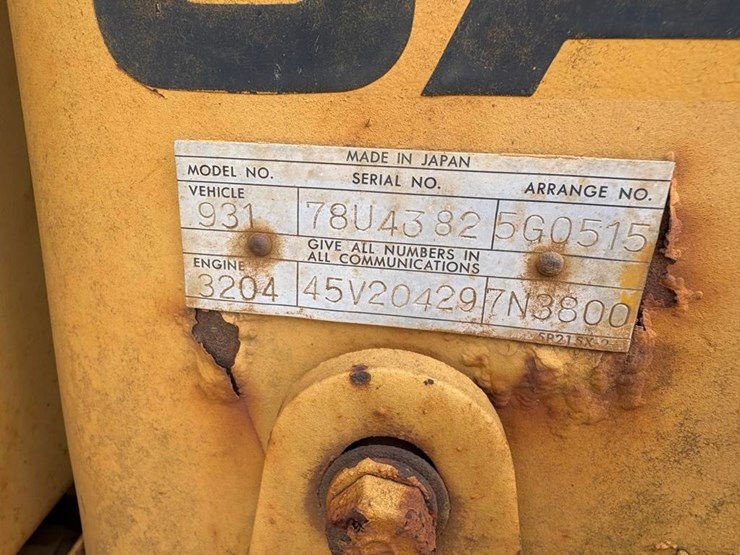 MADE IN JAPAN
MODEL NO. SERIAL NO. ARRANGE NO.
VEHICLE
931 78U4382 5G0515
GIVE ALL NUMBERS IN
ALL COMMUNICATIONS
ENGINE
3204 45V20429 7N3800